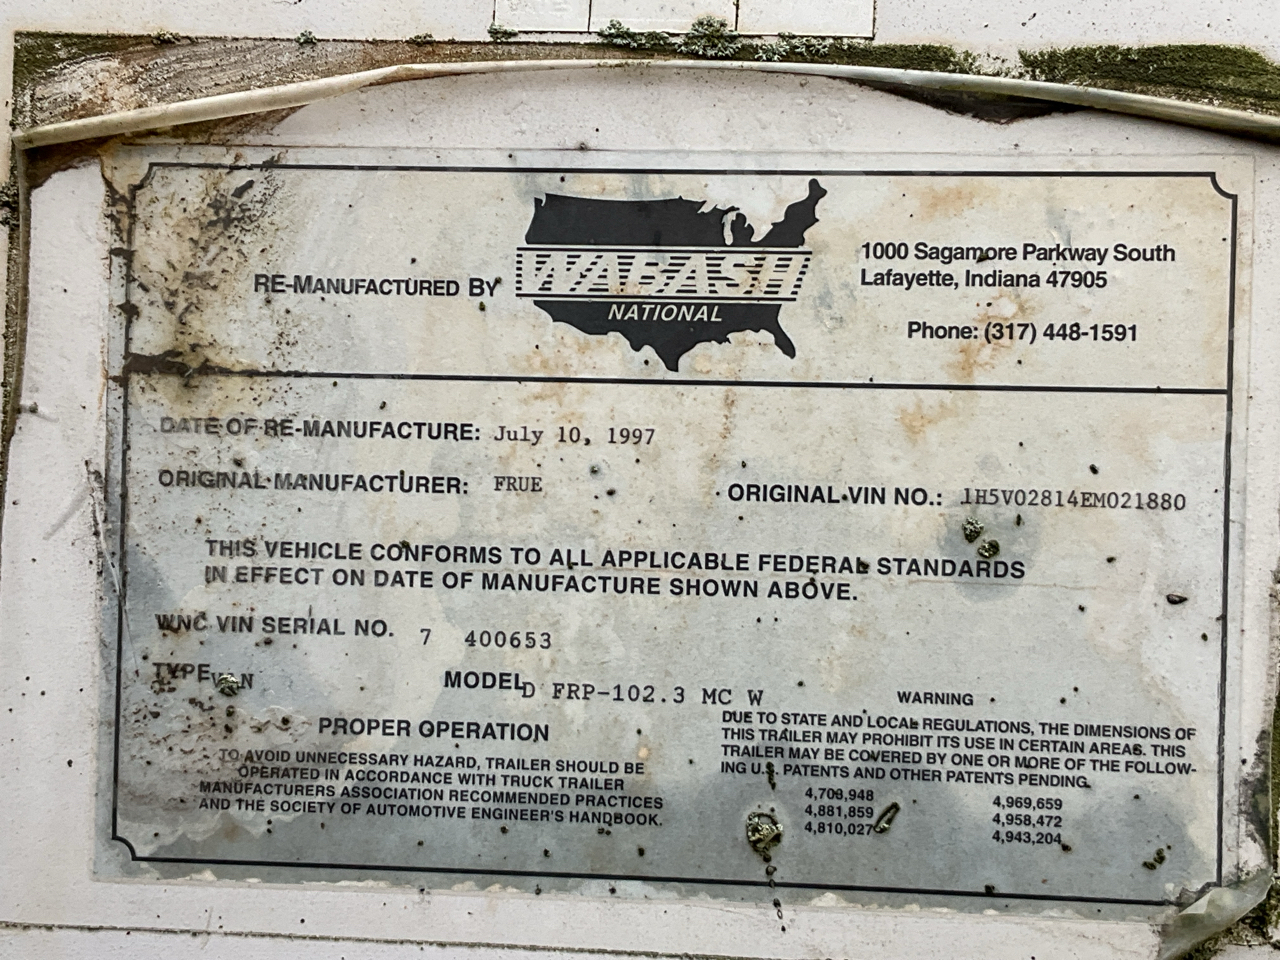 RE-MANUFACTURED BY
WABASH
NATIONAL
1000 Sagamore Parkway South
Lafayette, Indiana 47905
Phone: (317) 448-1591
DATE OF RE-MANUFACTURE: July 10, 1997
ORIGINAL MANUFACTURER: FRUE
ORIGINAL VIN NO.: 1H5V02814EM021880
THIS VEHICLE CONFORMS TO ALL APPLICABLE FEDERAL STANDARDS
IN EFFECT ON DATE OF MANUFACTURE SHOWN ABOVE.
WNC VIN SERIAL NO. 7 400653
TYPE VAN
MODEL D FRP-102.3 MC W
PROPER OPERATION
TO AVOID UNNECESSARY HAZARD, TRAILER SHOULD BE
OPERATED IN ACCORDANCE WITH TRUCK TRAILER
MANUFACTURERS ASSOCIATION RECOMMENDED PRACTICES
AND THE SOCIETY OF AUTOMOTIVE ENGINEER'S HANDBOOK.
WARNING
DUE TO STATE AND LOCAL REGULATIONS, THE DIMENSIONS OF
THIS TRAILER MAY PROHIBIT ITS USE IN CERTAIN AREAS. THIS
TRAILER MAY BE COVERED BY ONE OR MORE OF THE FOLLOW-
ING U.S. PATENTS AND OTHER PATENTS PENDING.
4,708,948 4,969,659
4,881,859 4,958,472
4,810,027 4,943,204